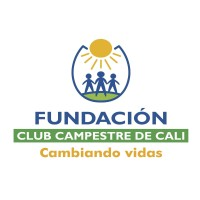 FUNDACIÓN
CLUB CAMPESTRE DE CALI
Cambiando vidas